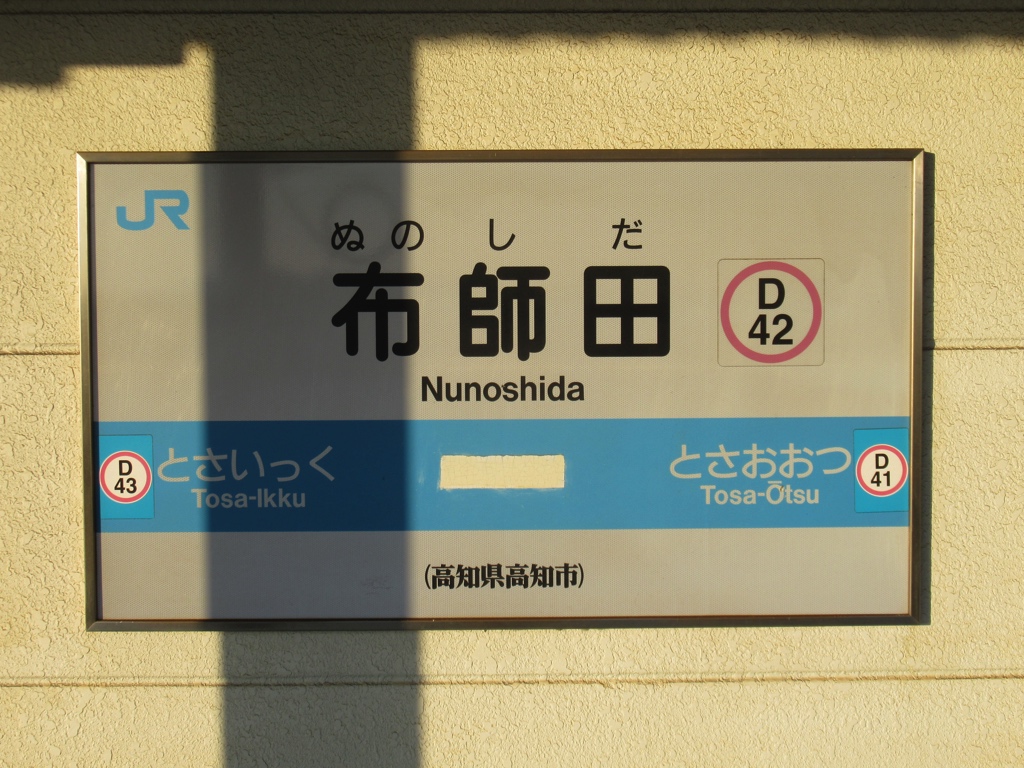 JR
ぬの し だ
布師田
D
42
Nunoshida
D
43
とさいっく
Tosa-Ikku
とさおおつ
Tosa-Ōtsu
D
41
(高知県高知市)